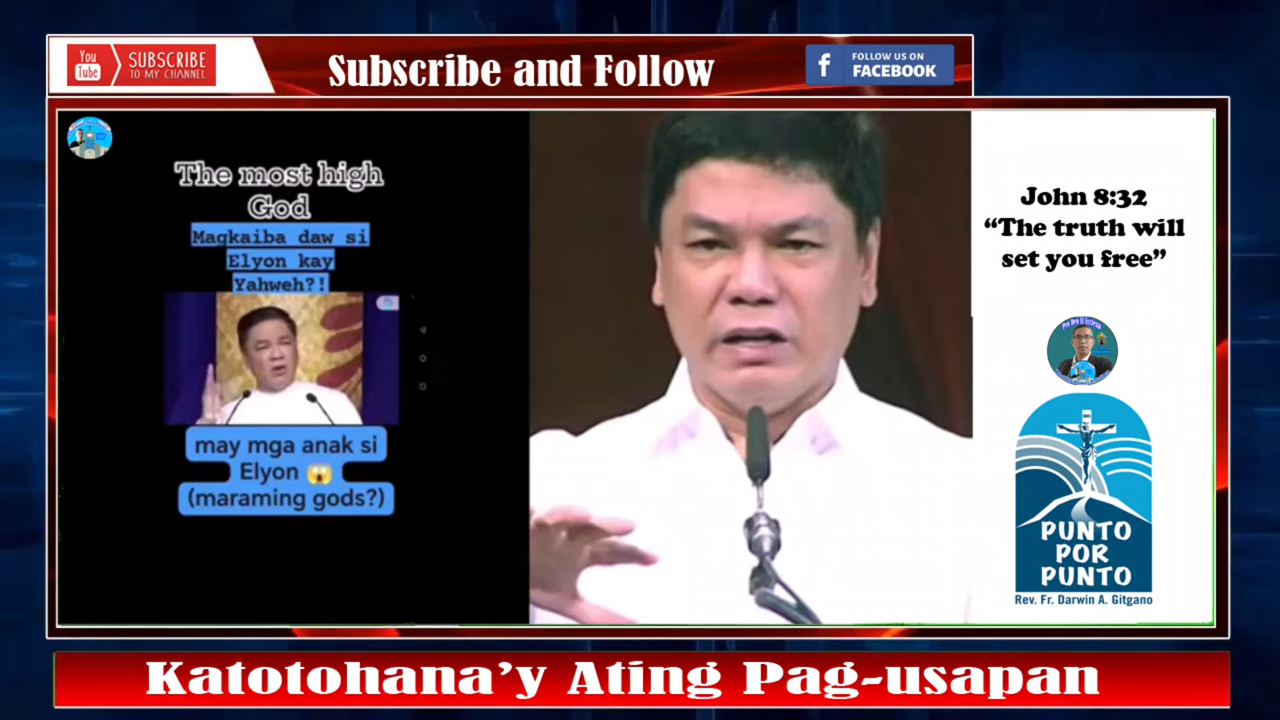 You
Tube
SUBSCRIBE
TO MY CHANNEL
Subscribe and Follow
f
FOLLOW US ON
FACEBOOK
The most high
God
Magkaiba daw si
Elyon kay
Yahweh?!
may mga anak si
Elyon 😱
(maraming gods?)
John 8:32
“The truth will
set you free”
PUNTO
POR
PUNTO
Rev. Fr. Darwin A. Gitgano
Katotohana’y Ating Pag-usapan